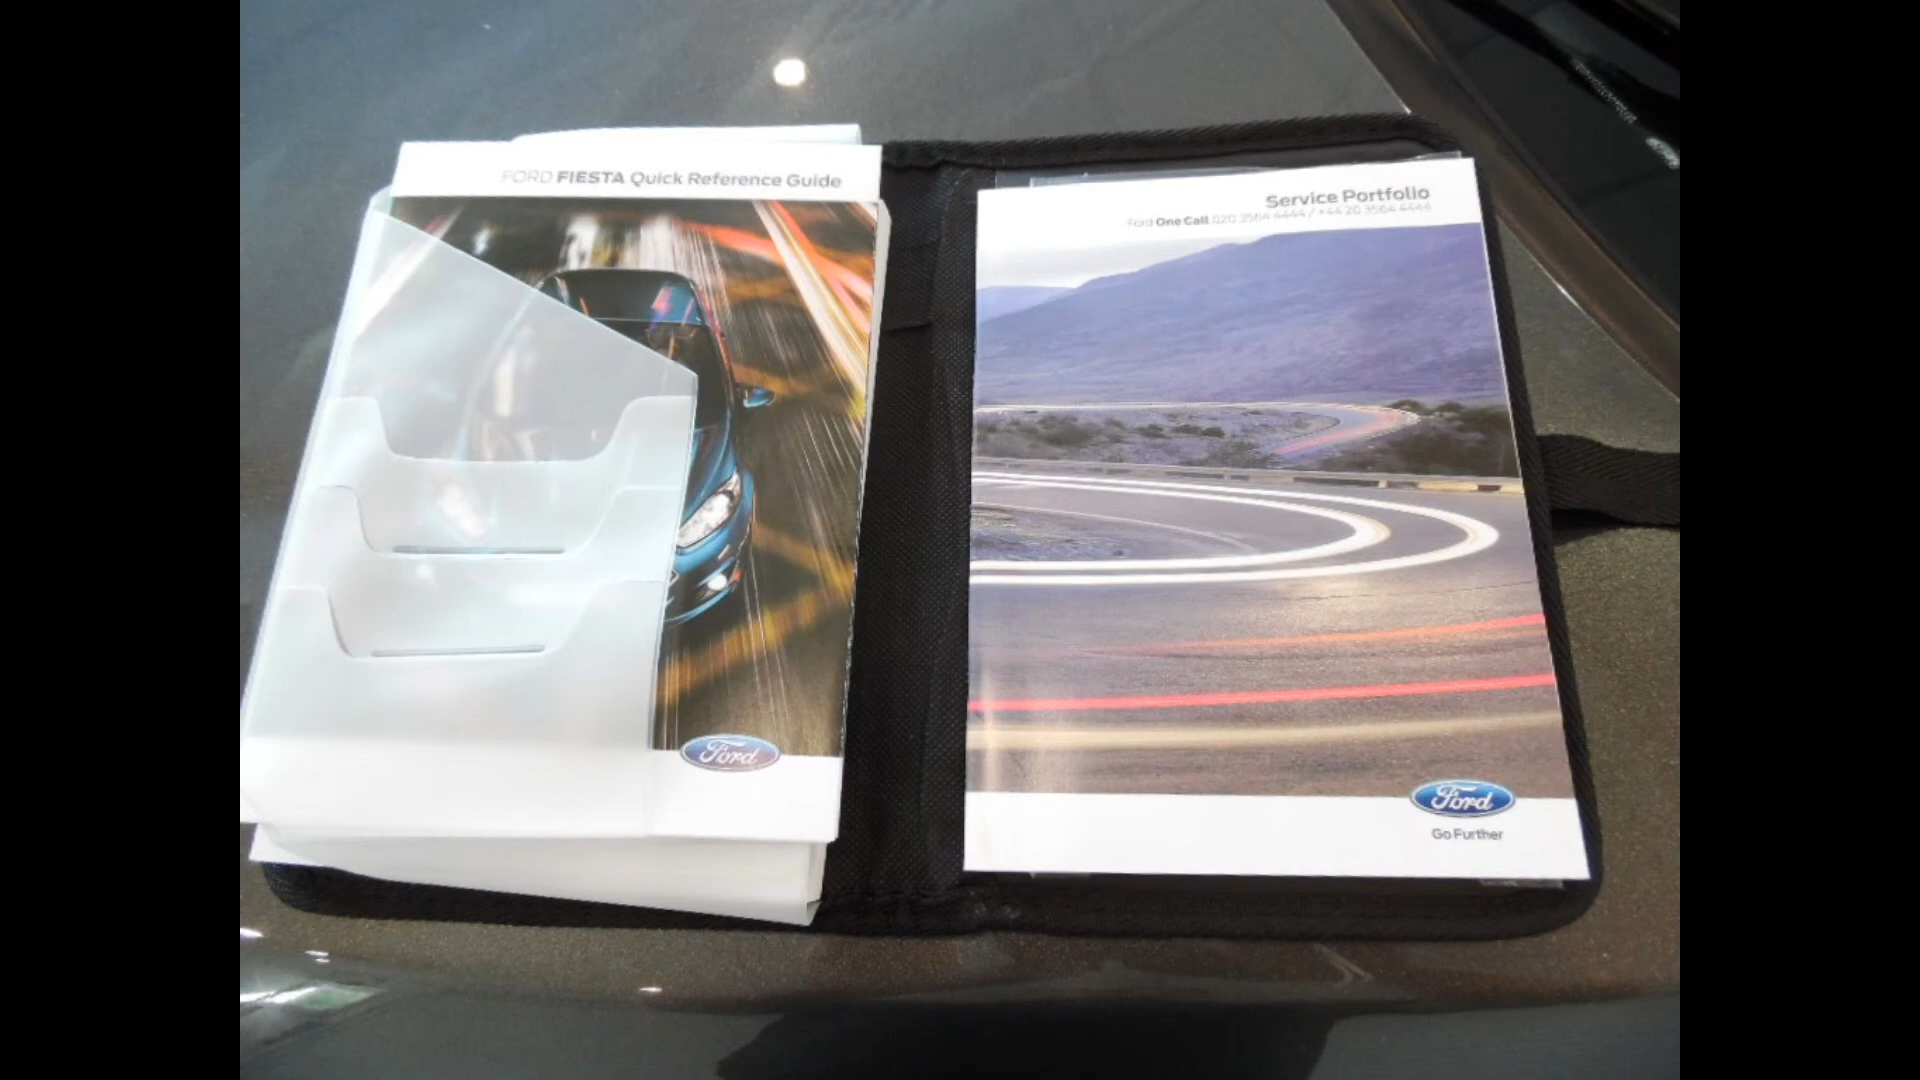 FORD FIESTA Quick Reference Guide
Ford
Service Portfolio
Ford One Call 020 3564 4444 / +44 20 3564 4444
Ford
Go Further